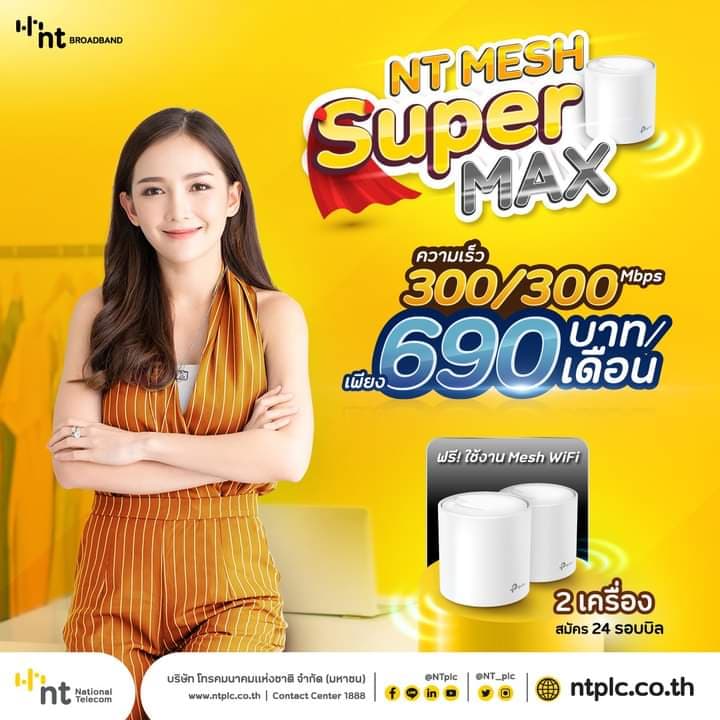 nt BROADBAND
NT MESH
Super
MAX
ความเร็ว
300/300 Mbps
เพียง 690 บาท/เดือน
ฟรี! ใช้งาน Mesh WiFi
tp-link
2 เครื่อง
สมัคร 24 รอบบิล
nt National Telecom
บริษัท โทรคมนาคมแห่งชาติ จำกัด (มหาชน)
www.ntplc.co.th | Contact Center 1888
@NTplc
@NT_plc
ntplc.co.th